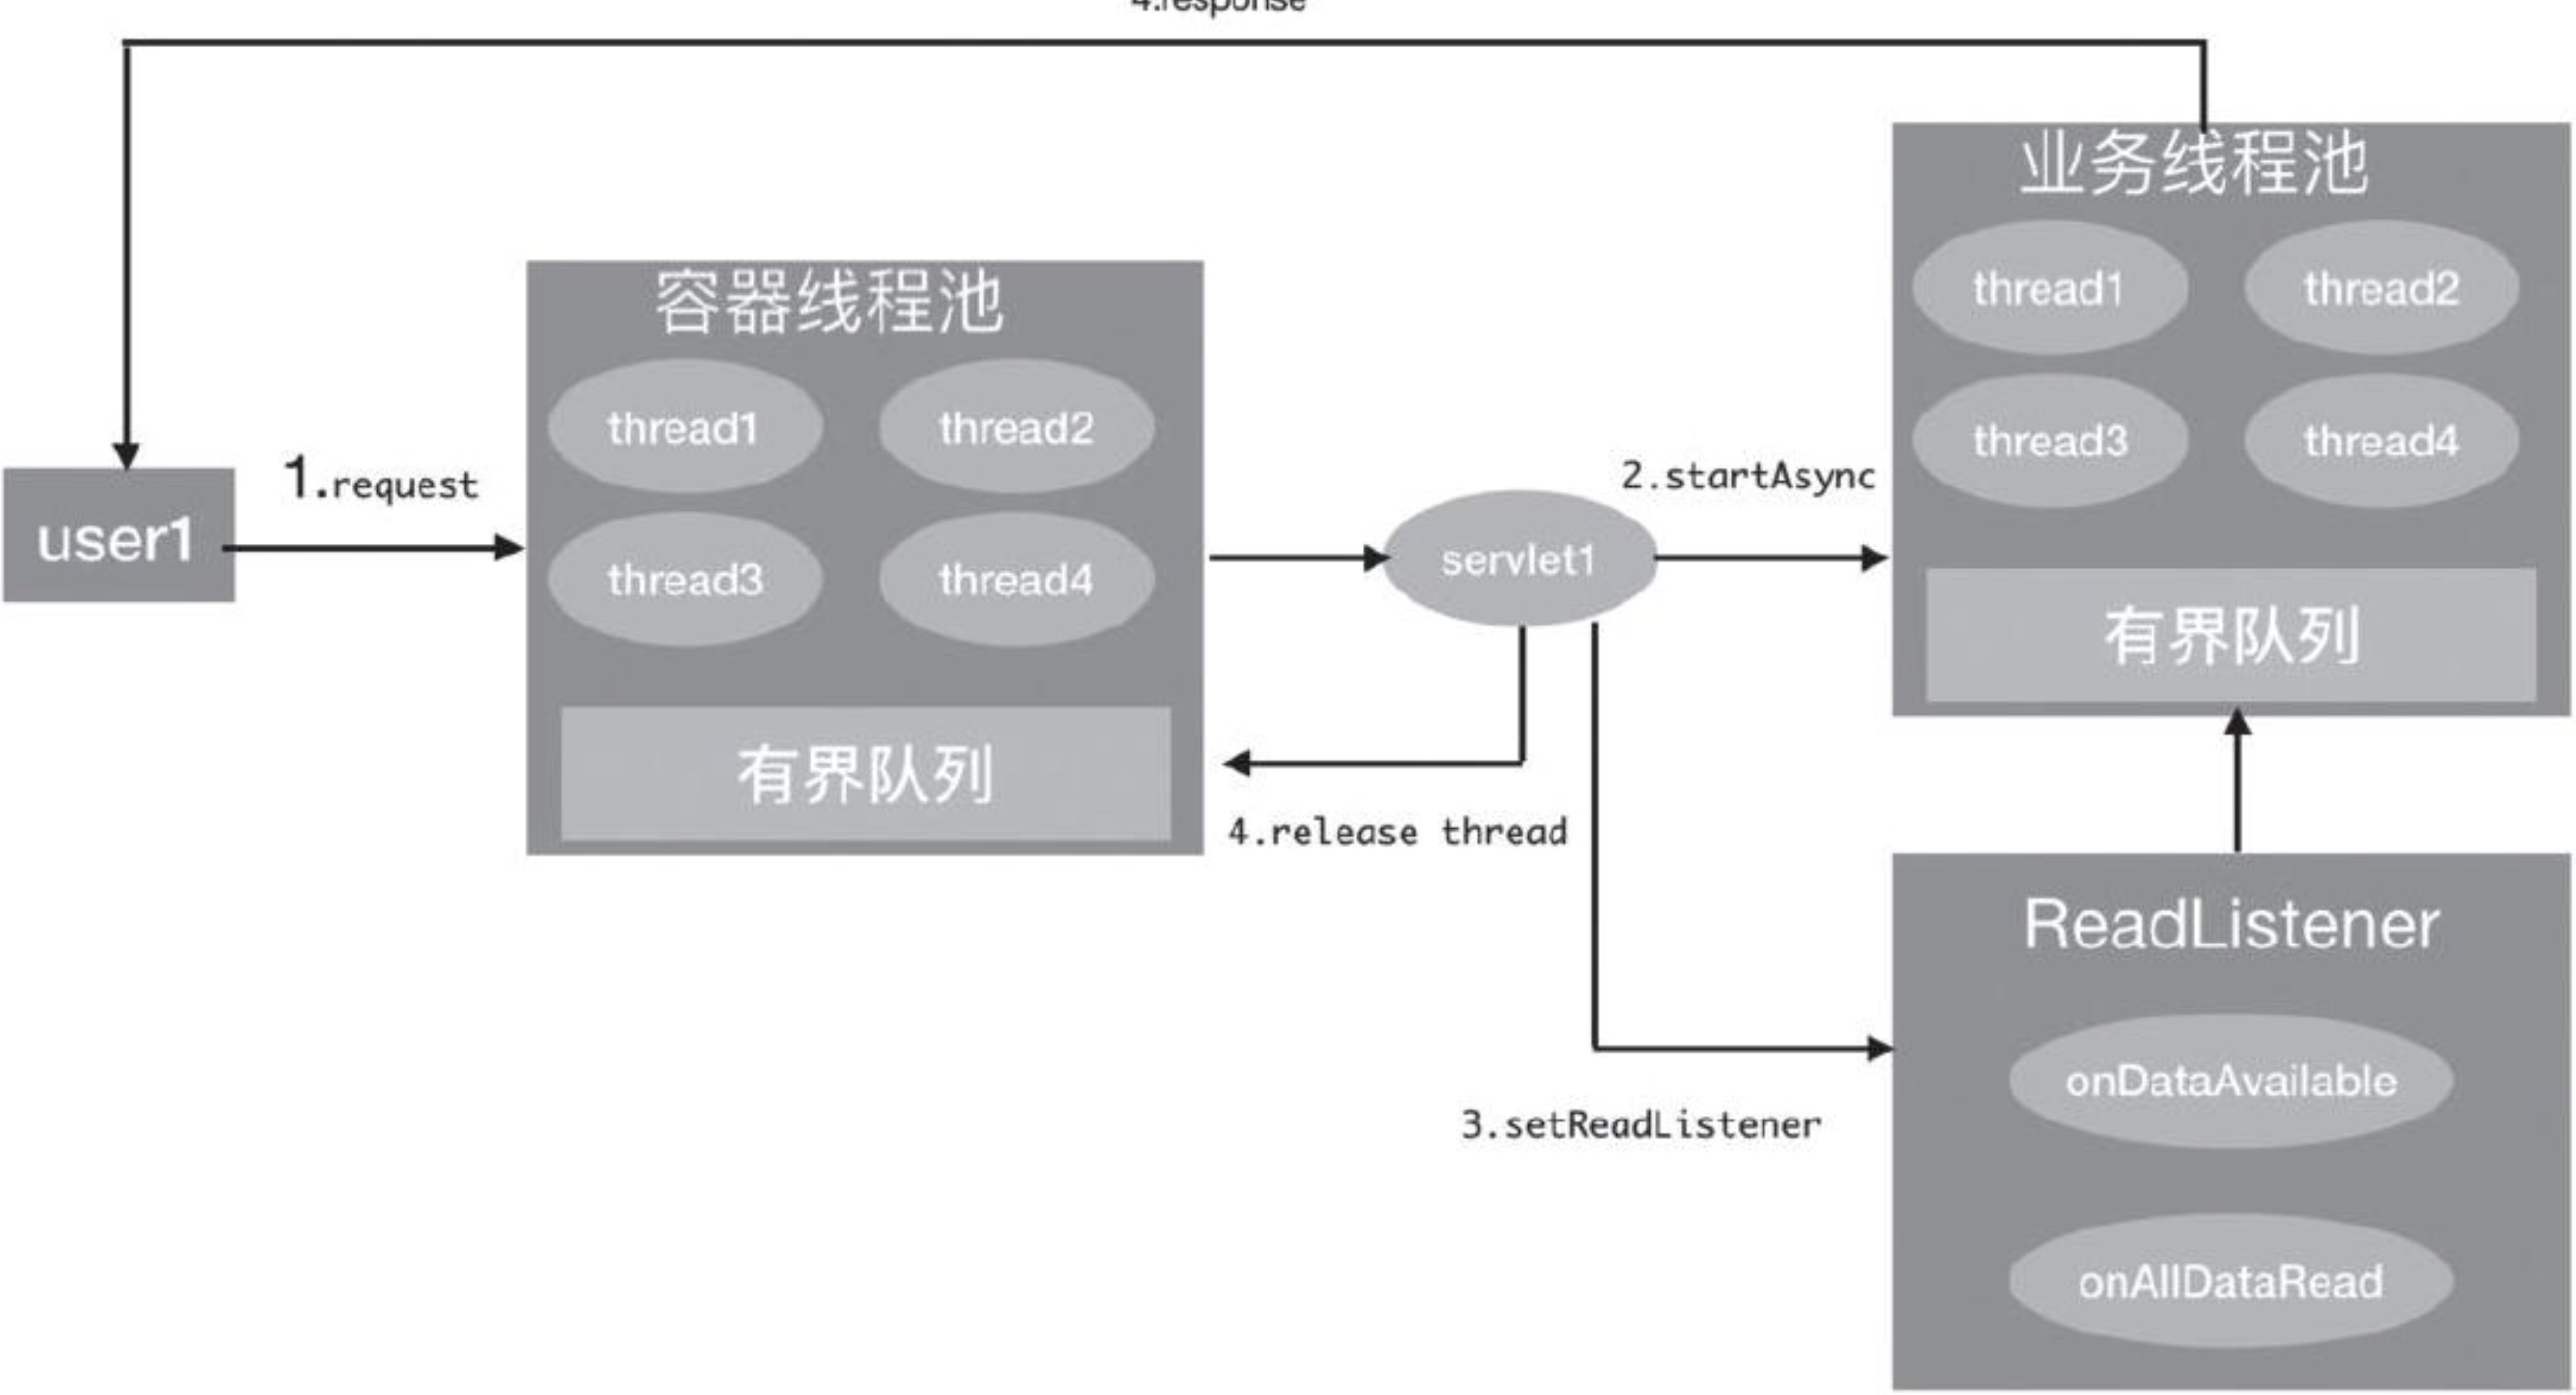 4.response
业务线程池
thread1
thread2
thread3
thread4
有界队列
容器线程池
thread1
thread2
thread3
thread4
有界队列
user1
1.request
servlet1
2.startAsync
4.release thread
3.setReadListener
ReadListener
onDataAvailable
onAllDataRead